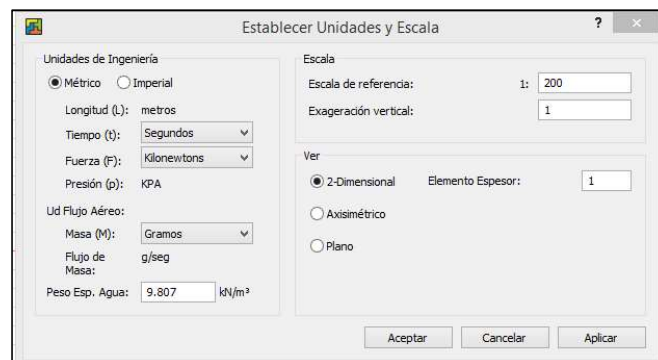 Establecer Unidades y Escala
?
×
Unidades de Ingeniería
Métrico
Imperial
Longitud (L): metros
Tiempo (t): Segundos
Fuerza (F): Kilonewtons
Presión (p): KPA
Ud Flujo Aéreo:
Masa (M): Gramos
Flujo de
Masa: g/seg
Peso Esp. Agua: 9.807 kN/m³
Escala
Escala de referencia: 1: 200
Exageración vertical: 1
Ver
2-Dimensional Elemento Espesor: 1
Axisimétrico
Plano
Aceptar Cancelar Aplicar